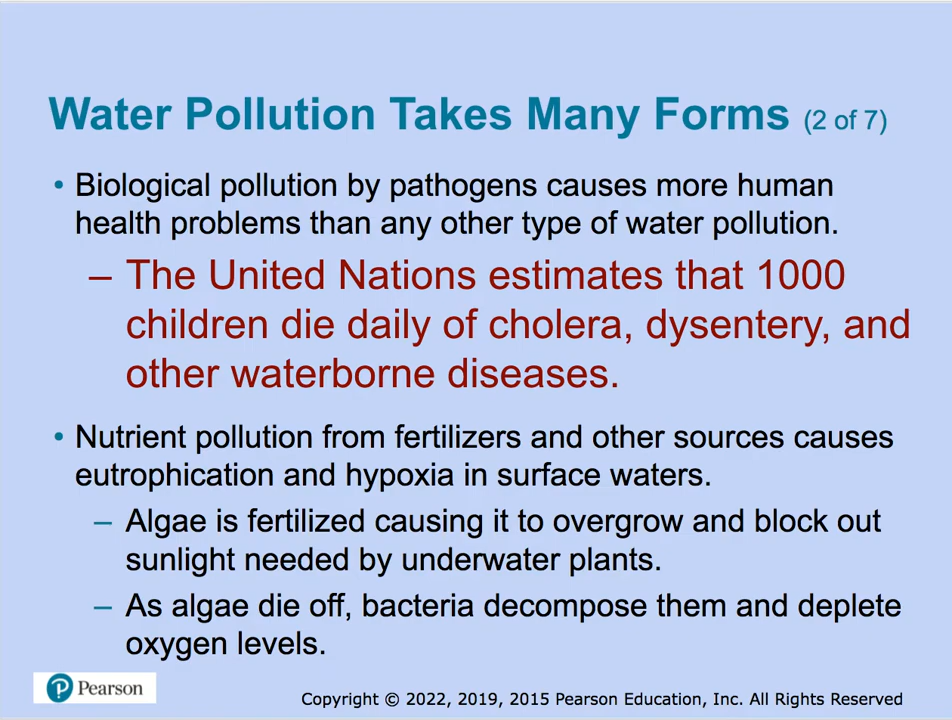 Water Pollution Takes Many Forms (2 of 7)
• Biological pollution by pathogens causes more human
health problems than any other type of water pollution.
– The United Nations estimates that 1000
children die daily of cholera, dysentery, and
other waterborne diseases.
• Nutrient pollution from fertilizers and other sources causes
eutrophication and hypoxia in surface waters.
– Algae is fertilized causing it to overgrow and block out
sunlight needed by underwater plants.
– As algae die off, bacteria decompose them and deplete
oxygen levels.
Pearson
Copyright © 2022, 2019, 2015 Pearson Education, Inc. All Rights Reserved